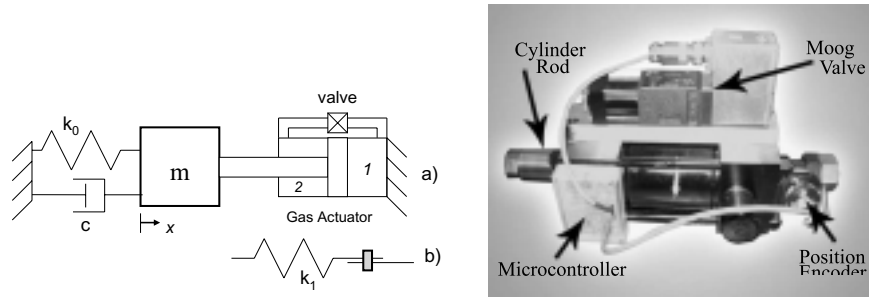 k0
c
m
x
valve
1
2
a)
Gas Actuator
k1
b)
Cylinder
Rod
Moog
Valve
Microcontroller
Position
Encoder